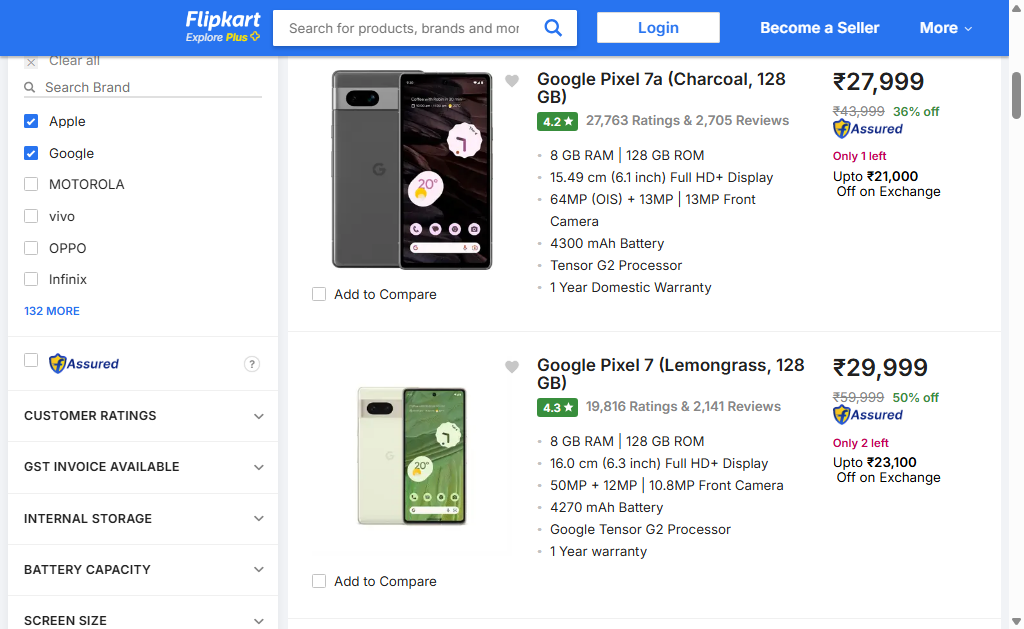 Flipkart
Explore Plus
Search for products, brands and mor
Login
Become a Seller
More
Clear all
Search Brand
Apple
Google
MOTOROLA
vivo
OPPO
Infinix
132 MORE
Assured
?
CUSTOMER RATINGS
GST INVOICE AVAILABLE
INTERNAL STORAGE
BATTERY CAPACITY
SCREEN SIZE
Add to Compare
Google Pixel 7a (Charcoal, 128
GB)
4.2 ★ 27,763 Ratings & 2,705 Reviews
8 GB RAM | 128 GB ROM
15.49 cm (6.1 inch) Full HD+ Display
64MP (OIS) + 13MP | 13MP Front
Camera
4300 mAh Battery
Tensor G2 Processor
1 Year Domestic Warranty
₹27,999
₹43,999 36% off
Assured
Only 1 left
Upto ₹21,000
Off on Exchange
20°
Add to Compare
Google Pixel 7 (Lemongrass, 128
GB)
4.3 ★ 19,816 Ratings & 2,141 Reviews
8 GB RAM | 128 GB ROM
16.0 cm (6.3 inch) Full HD+ Display
50MP + 12MP | 10.8MP Front Camera
4270 mAh Battery
Google Tensor G2 Processor
1 Year warranty
₹29,999
₹59,999 50% off
Assured
Only 2 left
Upto ₹23,100
Off on Exchange
20°